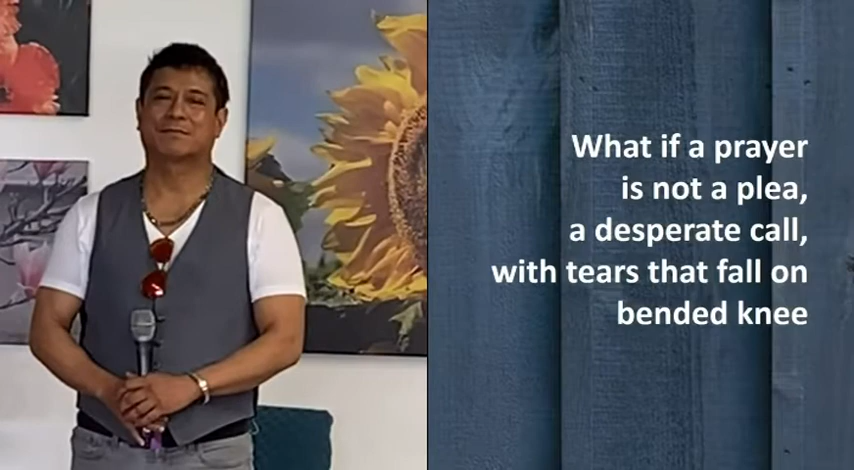 What if a prayer
is not a plea,
a desperate call,
with tears that fall on
bended knee